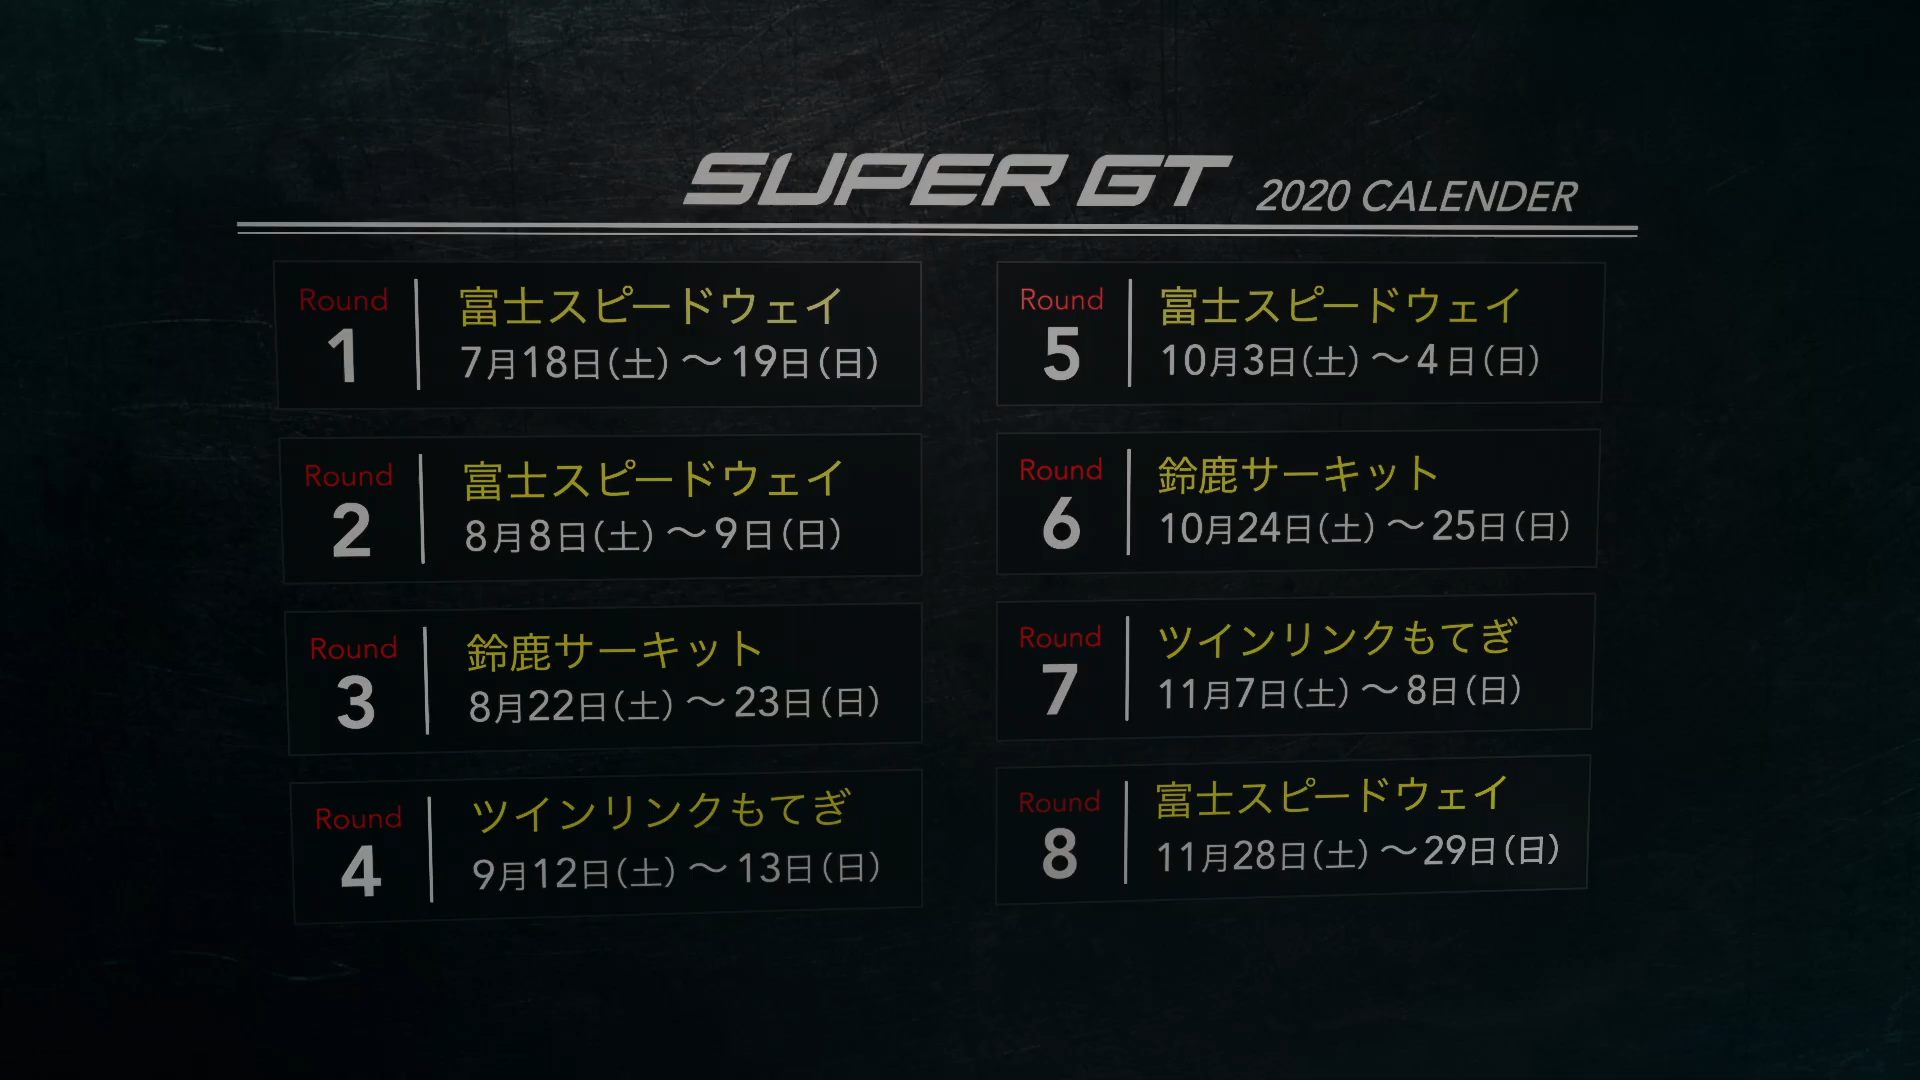 SUPER GT 2020 CALENDER
Round 1
富士スピードウェイ
7月18日(土)〜19日(日)
Round 2
富士スピードウェイ
8月8日(土)〜9日(日)
Round 3
鈴鹿サーキット
8月22日(土)〜23日(日)
Round 4
ツインリンクもてぎ
9月12日(土)〜13日(日)
Round 5
富士スピードウェイ
10月3日(土)〜4日(日)
Round 6
鈴鹿サーキット
10月24日(土)〜25日(日)
Round 7
ツインリンクもてぎ
11月7日(土)〜8日(日)
Round 8
富士スピードウェイ
11月28日(土)〜29日(日)